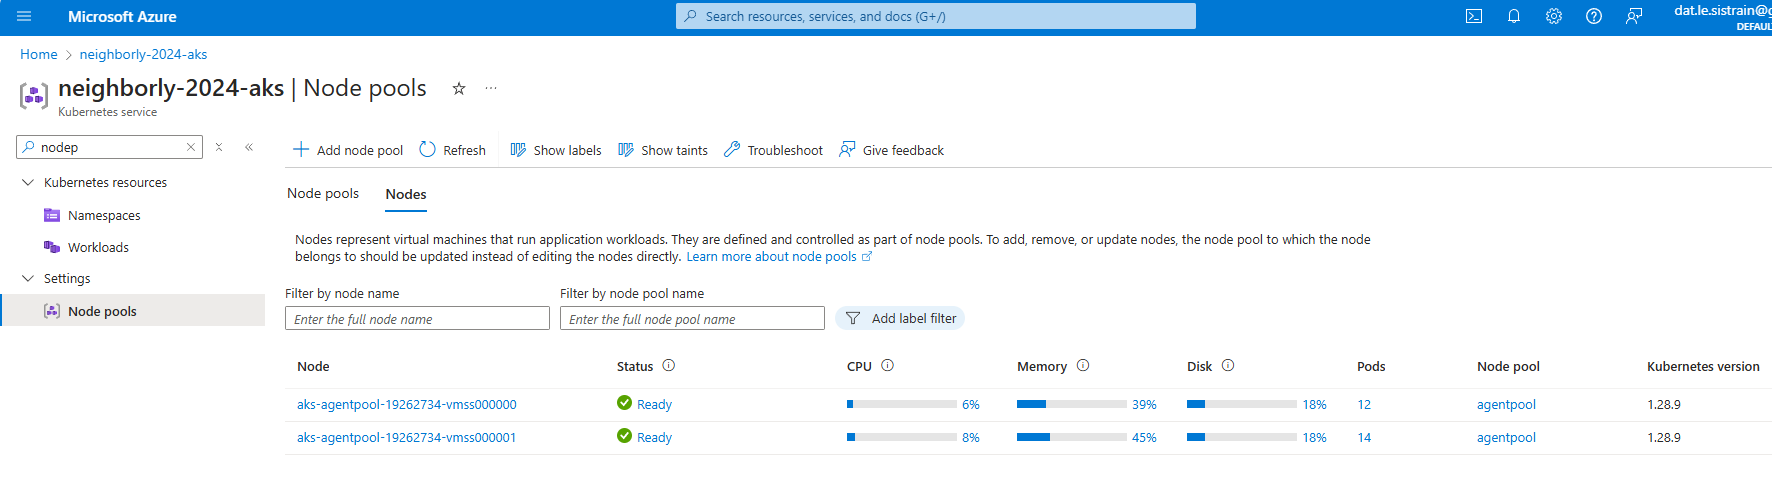 Microsoft Azure
Search resources, services, and docs (G+/)
dat.le.sistrain@g
DEFAUL
Home > neighborly-2024-aks
neighborly-2024-aks | Node pools
Kubernetes service
nodep
Add node pool Refresh Show labels Show taints Troubleshoot Give feedback
Kubernetes resources
Namespaces
Workloads
Settings
Node pools
Node pools Nodes
Nodes represent virtual machines that run application workloads. They are defined and controlled as part of node pools. To add, remove, or update nodes, the node pool to which the node
belongs to should be updated instead of editing the nodes directly. Learn more about node pools
Filter by node name Filter by node pool name
Enter the full node name Enter the full node pool name Add label filter
Node Status CPU Memory Disk Pods Node pool Kubernetes version
aks-agentpool-19262734-vmss000000 Ready 6% 39% 18% 12 agentpool 1.28.9
aks-agentpool-19262734-vmss000001 Ready 8% 45% 18% 14 agentpool 1.28.9